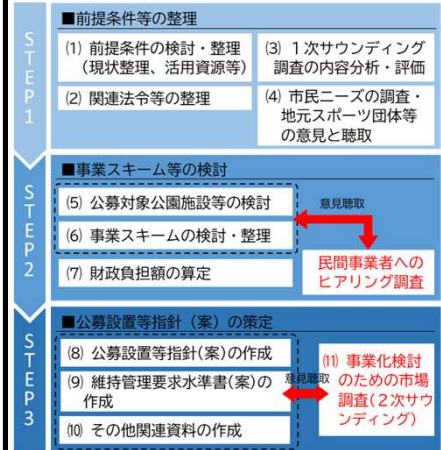 STEP1
■前提条件等の整理
⑴ 前提条件の検討・整理
(現状整理、活用資源等)
⑵ 関連法令等の整理
⑶ 1次サウンディング
調査の内容分析・評価
⑷ 市民ニーズの調査・
地元スポーツ団体等
の意見と聴取
STEP2
■事業スキーム等の検討
⑸ 公募対象公園施設等の検討
⑹ 事業スキームの検討・整理
⑺ 財政負担額の算定
意見聴取
民間事業者への
ヒアリング調査
STEP3
■公募設置等指針(案)の策定
⑻ 公募設置等指針(案)の作成
⑼ 維持管理要求水準書(案)の
作成
⑽ その他関連資料の作成
意見聴取
⑾ 事業化検討
のための市場
調査(2次サウ
ンディング)